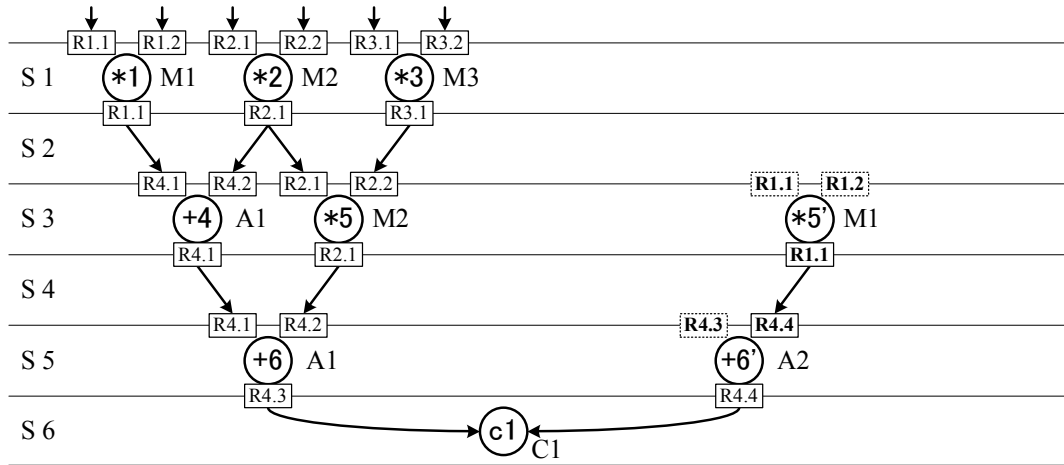 R1.1 R1.2 R2.1 R2.2 R3.1 R3.2
S 1 *1 M1 *2 M2 *3 M3
R1.1 R2.1 R3.1
S 2
R4.1 R4.2 R2.1 R2.2 R1.1 R1.2
S 3 +4 A1 *5 M2 *5' M1
R4.1 R2.1 R1.1
S 4
R4.1 R4.2 R4.3 R4.4
S 5 +6 A1 +6' A2
R4.3 R4.4
S 6 c1 C1